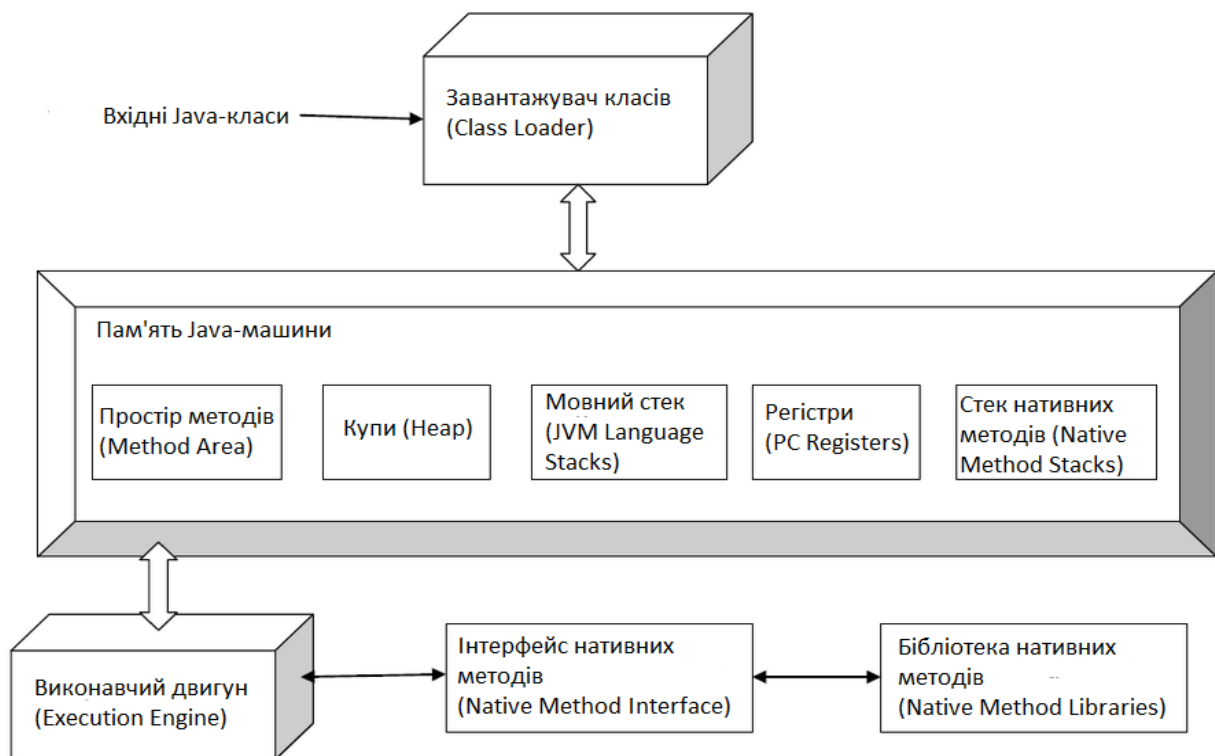 Завантажувач класів
(Class Loader)
Вхідні Java-класи
Пам'ять Java-машини
Простір методів
(Method Area)
Купи (Heap)
Мовний стек
(JVM Language
Stacks)
Регістри
(PC Registers)
Стек нативних
методів (Native
Method Stacks)
Виконавчий двигун
(Execution Engine)
Інтерфейс нативних
методів
(Native Method Interface)
Бібліотека нативних
методів
(Native Method Libraries)